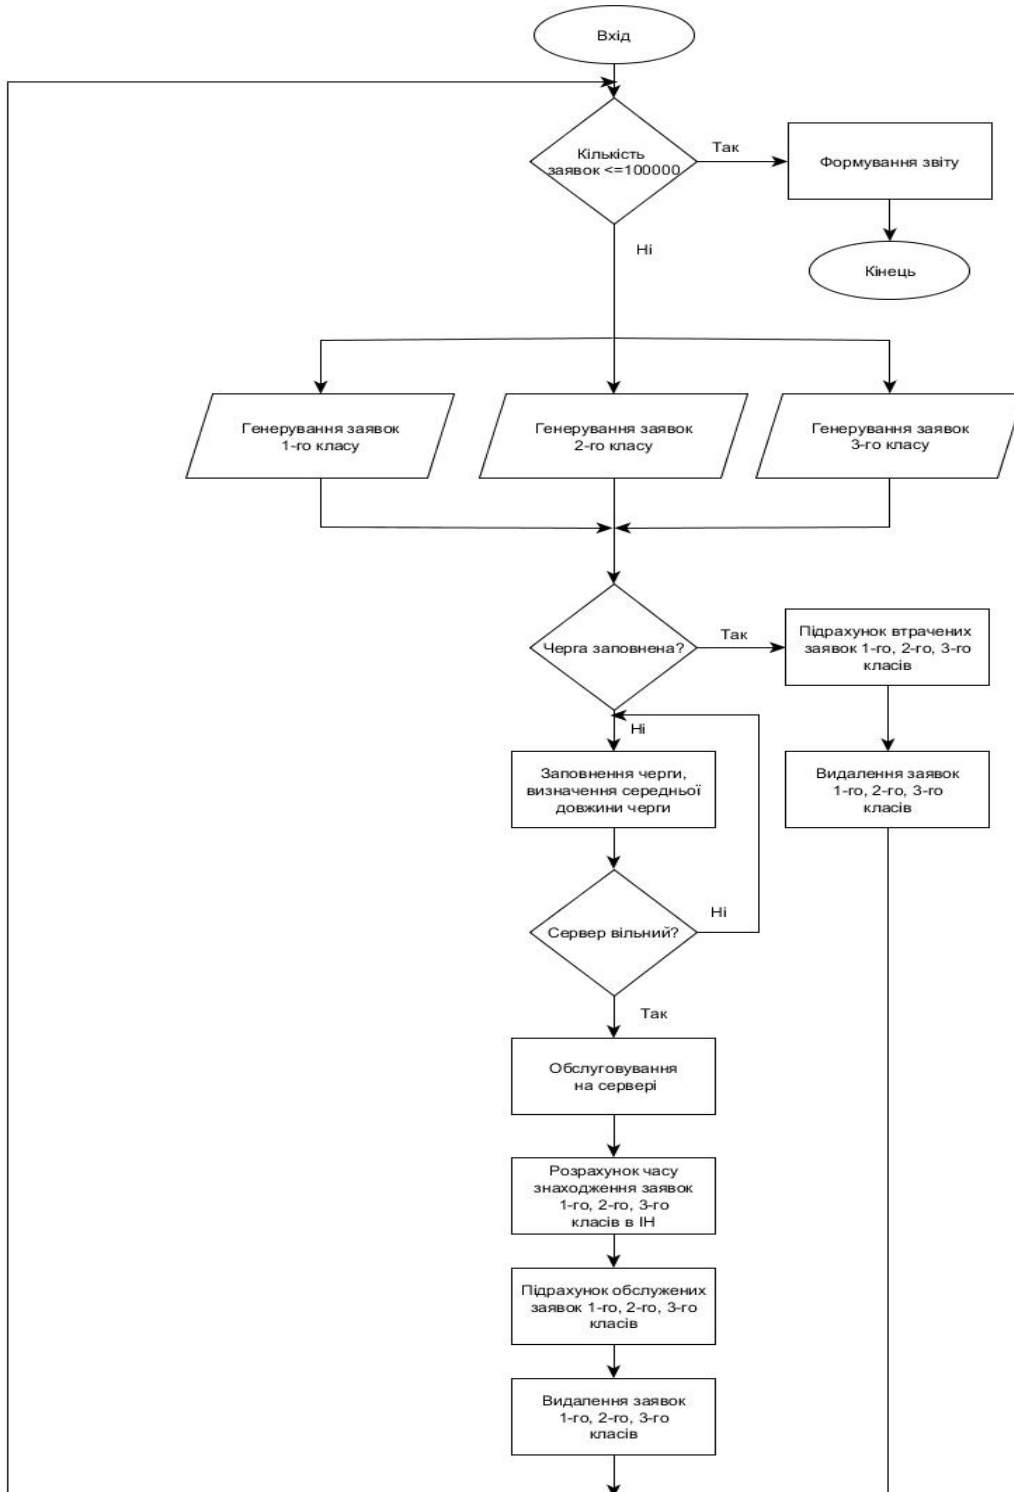 Вхід
Кількість
заявок <=100000
Так
Формування звіту
Ні
Кінець
Генерування заявок
1-го класу
Генерування заявок
2-го класу
Генерування заявок
3-го класу
Черга заповнена?
Так
Підрахунок втрачених
заявок 1-го, 2-го, 3-го
класів
Ні
Заповнення черги,
визначення середньої
довжини черги
Видалення заявок
1-го, 2-го, 3-го
класів
Сервер вільний?
Ні
Так
Обслуговування
на сервері
Розрахунок часу
знаходження заявок
1-го, 2-го, 3-го
класів в ІН
Підрахунок обслужених
заявок 1-го, 2-го, 3-го
класів
Видалення заявок
1-го, 2-го, 3-го
класів